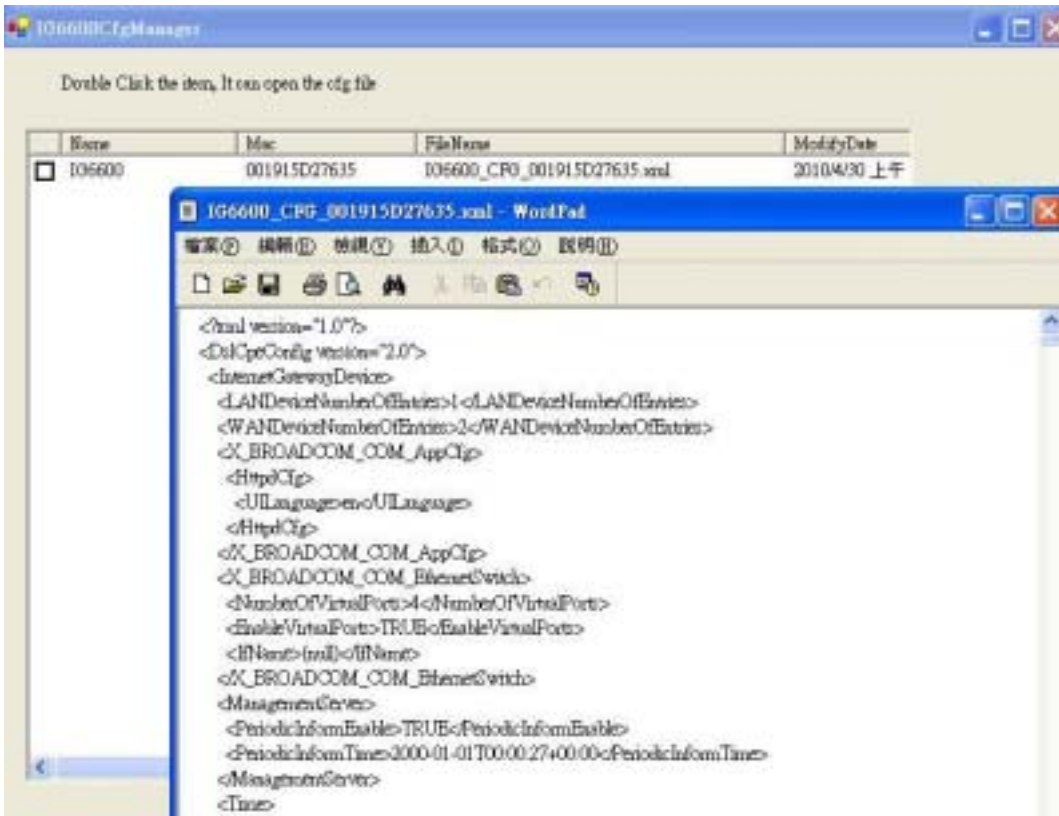 IG6600CfgManager
Double Click the item, It can open the cfg file
Name Mac FileName ModifyDate
IG6600 001915D27635 IG6600_CFG_001915D27635.xml 2010/4/30 上午
IG6600_CFG_001915D27635.xml - WordPad
檔案(F) 編輯(E) 檢視(V) 插入(I) 格式(O) 說明(H)
<?xml version="1.0"?>
<DslCpeConfig version="2.0">
<InternetGatewayDevice>
<LANDeviceNumberOfEntries>1</LANDeviceNumberOfEntries>
<WANDeviceNumberOfEntries>2</WANDeviceNumberOfEntries>
<X_BROADCOM_COM_AppCfg>
<HttpdCfg>
<UILanguage>en</UILanguage>
</HttpdCfg>
</X_BROADCOM_COM_AppCfg>
<X_BROADCOM_COM_EthernetSwitch>
<NumberOfVirtualPorts>4</NumberOfVirtualPorts>
<EnableVirtualPorts>TRUE</EnableVirtualPorts>
<IfName>(null)</IfName>
</X_BROADCOM_COM_EthernetSwitch>
<ManagementServer>
<PeriodicInformEnable>TRUE</PeriodicInformEnable>
<PeriodicInformTime>2000-01-01T00:00:27+00:00</PeriodicInformTime>
</ManagementServer>
<Time>